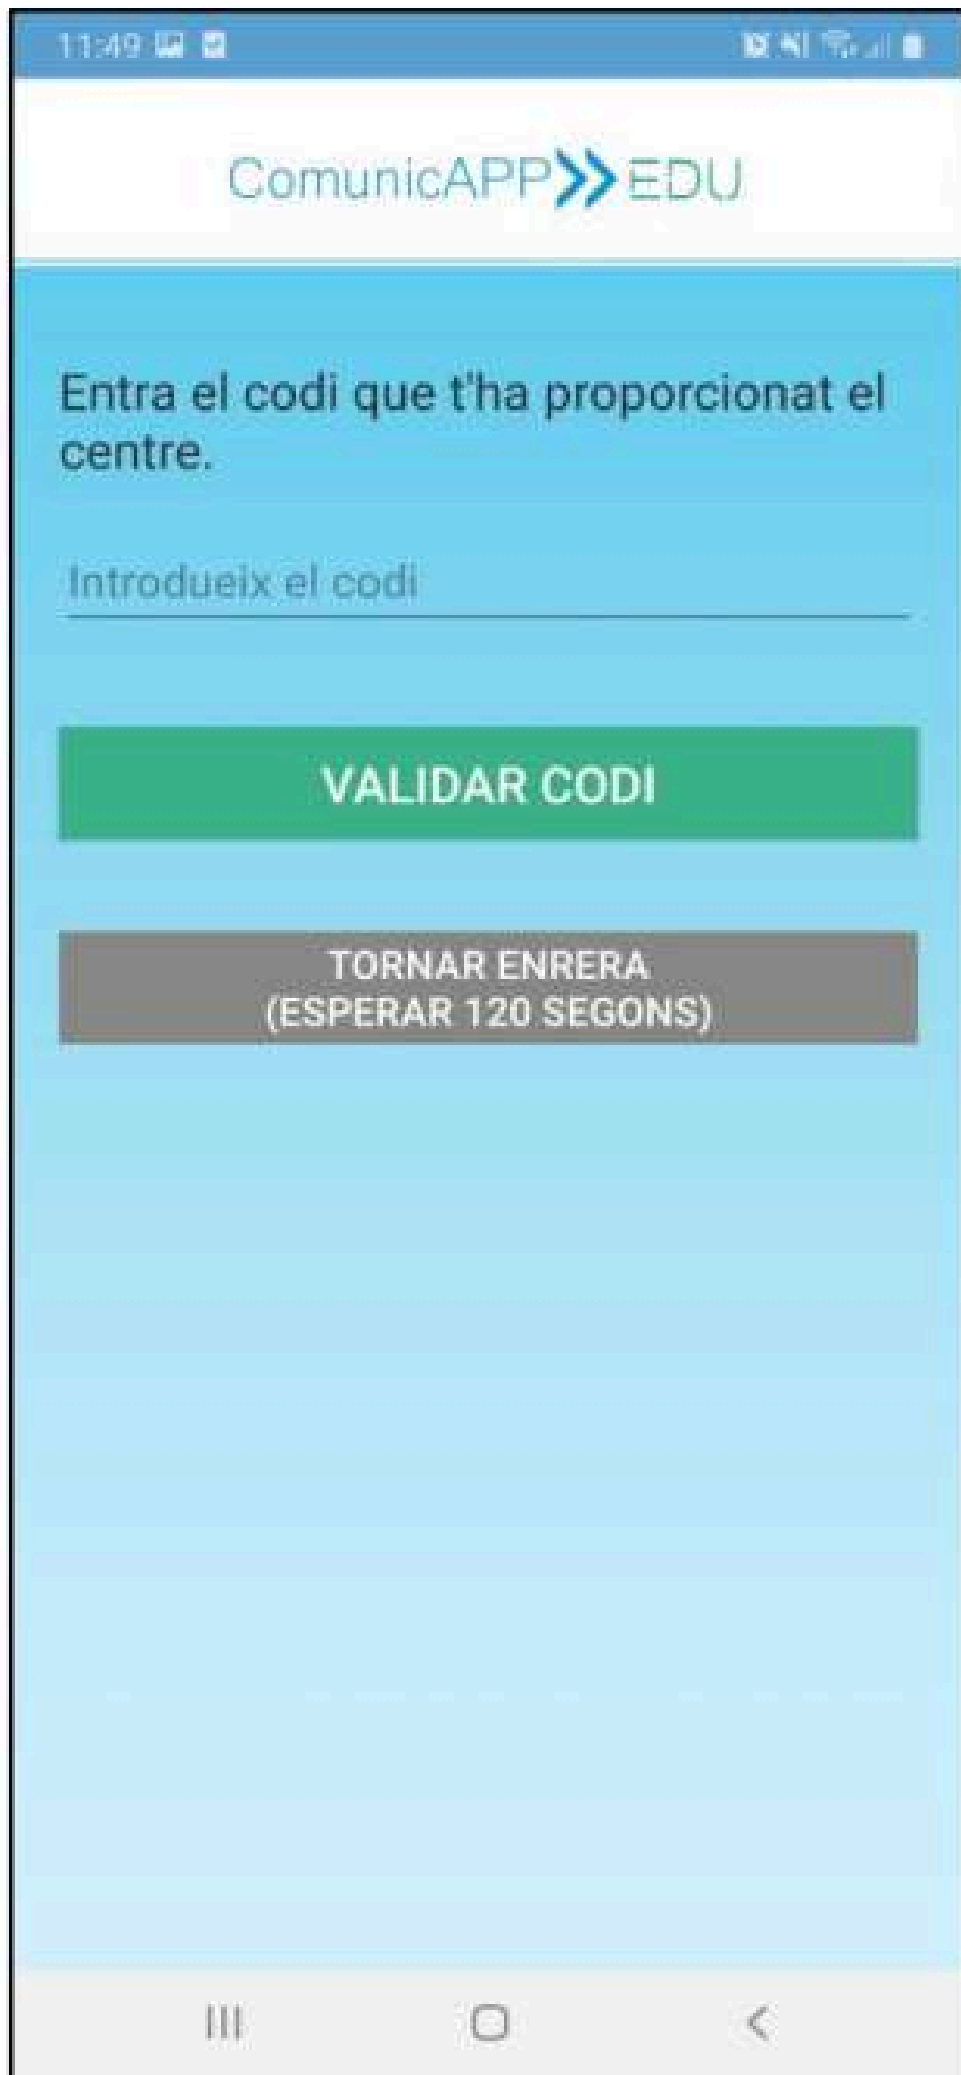 11:49
ComunicAPP EDU
Entra el codi que t'ha proporcionat el
centre.
Introdueix el codi
VALIDAR CODI
TORNAR ENRERA
(ESPERAR 120 SEGONS)